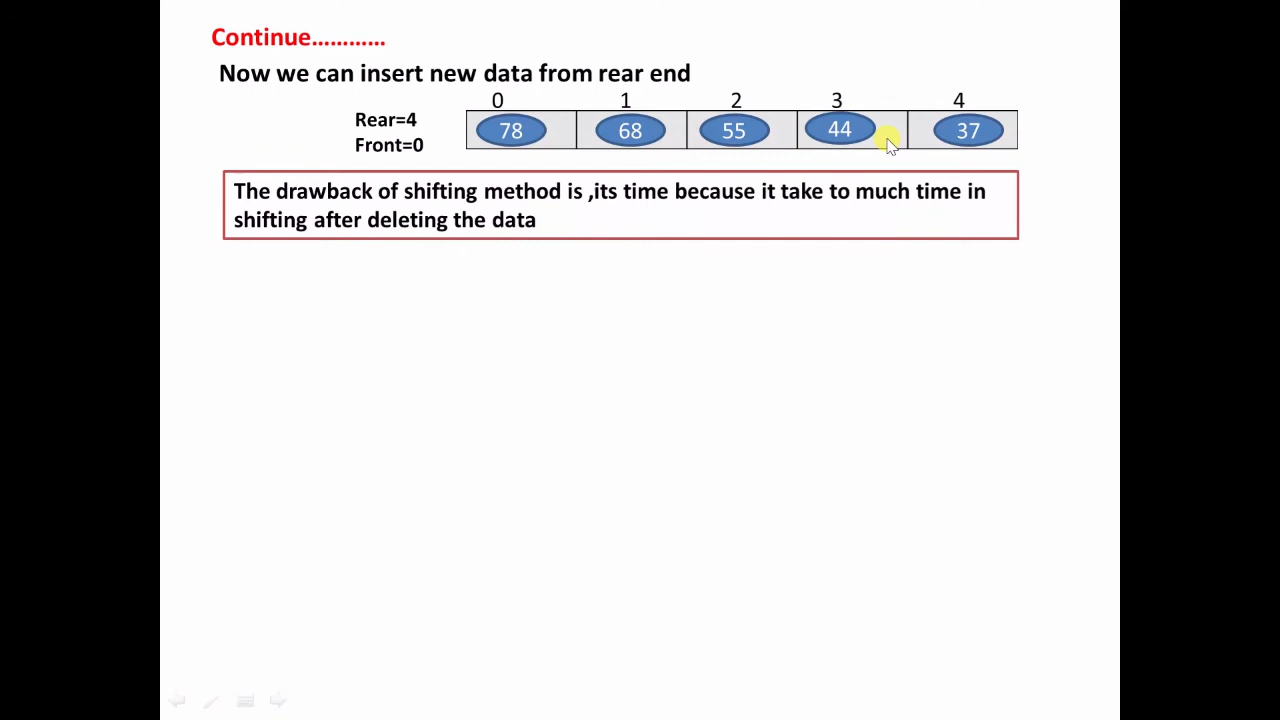 Continue............
Now we can insert new data from rear end
0 1 2 3 4
Rear=4
78 68 55 44 37
Front=0
The drawback of shifting method is ,its time because it take to much time in
shifting after deleting the data